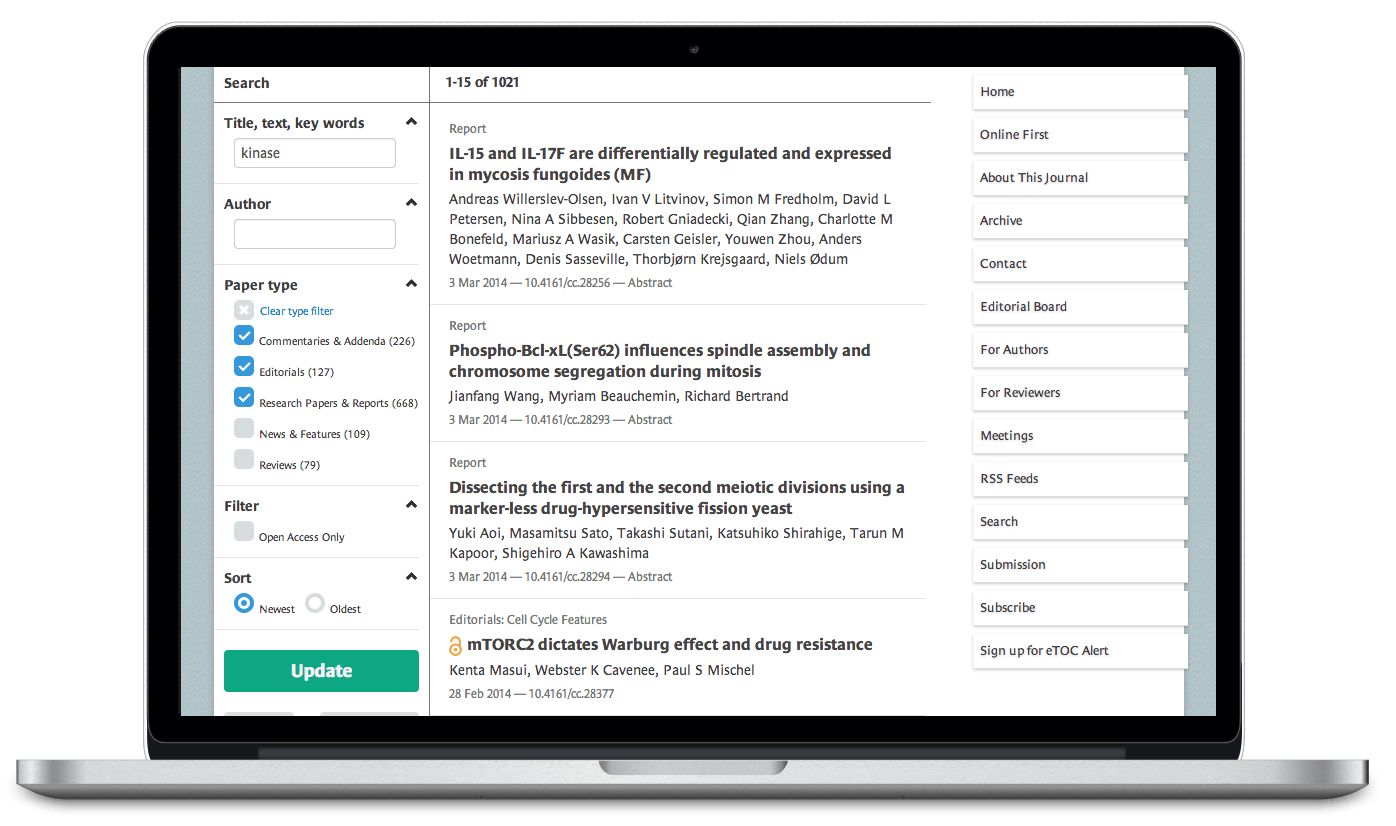 Search
Title, text, key words
kinase
Author
Paper type
Clear type filter
Commentaries & Addenda (226)
Editorials (127)
Research Papers & Reports (668)
News & Features (109)
Reviews (79)
Filter
Open Access Only
Sort
Newest Oldest
Update
1-15 of 1021
Report
IL-15 and IL-17F are differentially regulated and expressed
in mycosis fungoides (MF)
Andreas Willerslev-Olsen, Ivan V Litvinov, Simon M Fredholm, David L
Petersen, Nina A Sibbesen, Robert Gniadecki, Qian Zhang, Charlotte M
Bonefeld, Mariusz A Wasik, Carsten Geisler, Youwen Zhou, Anders
Woetmann, Denis Sasseville, Thorbjørn Krejsgaard, Niels Ødum
3 Mar 2014 — 10.4161/cc.28256 — Abstract
Report
Phospho-Bcl-xL(Ser62) influences spindle assembly and
chromosome segregation during mitosis
Jianfang Wang, Myriam Beauchemin, Richard Bertrand
3 Mar 2014 — 10.4161/cc.28293 — Abstract
Report
Dissecting the first and the second meiotic divisions using a
marker-less drug-hypersensitive fission yeast
Yuki Aoi, Masamitsu Sato, Takashi Sutani, Katsuhiko Shirahige, Tarun M
Kapoor, Shigehiro A Kawashima
3 Mar 2014 — 10.4161/cc.28294 — Abstract
Editorials: Cell Cycle Features
mTORC2 dictates Warburg effect and drug resistance
Kenta Masui, Webster K Cavenee, Paul S Mischel
28 Feb 2014 — 10.4161/cc.28377
Home
Online First
About This Journal
Archive
Contact
Editorial Board
For Authors
For Reviewers
Meetings
RSS Feeds
Search
Submission
Subscribe
Sign up for eTOC Alert